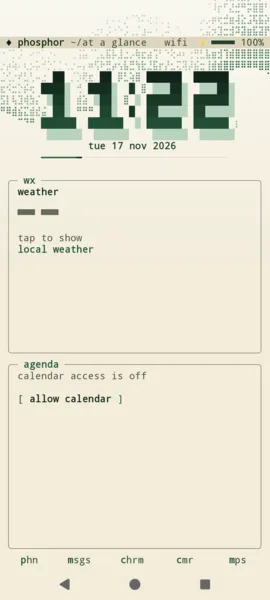 ♦ phosphor ~/at a glance wifi ⚡ 100%
11:22
tue 17 nov 2026
wx
weather
-- --
tap to show
local weather
agenda
calendar access is off
[ allow calendar ]
phn msgs chrm cmr mps